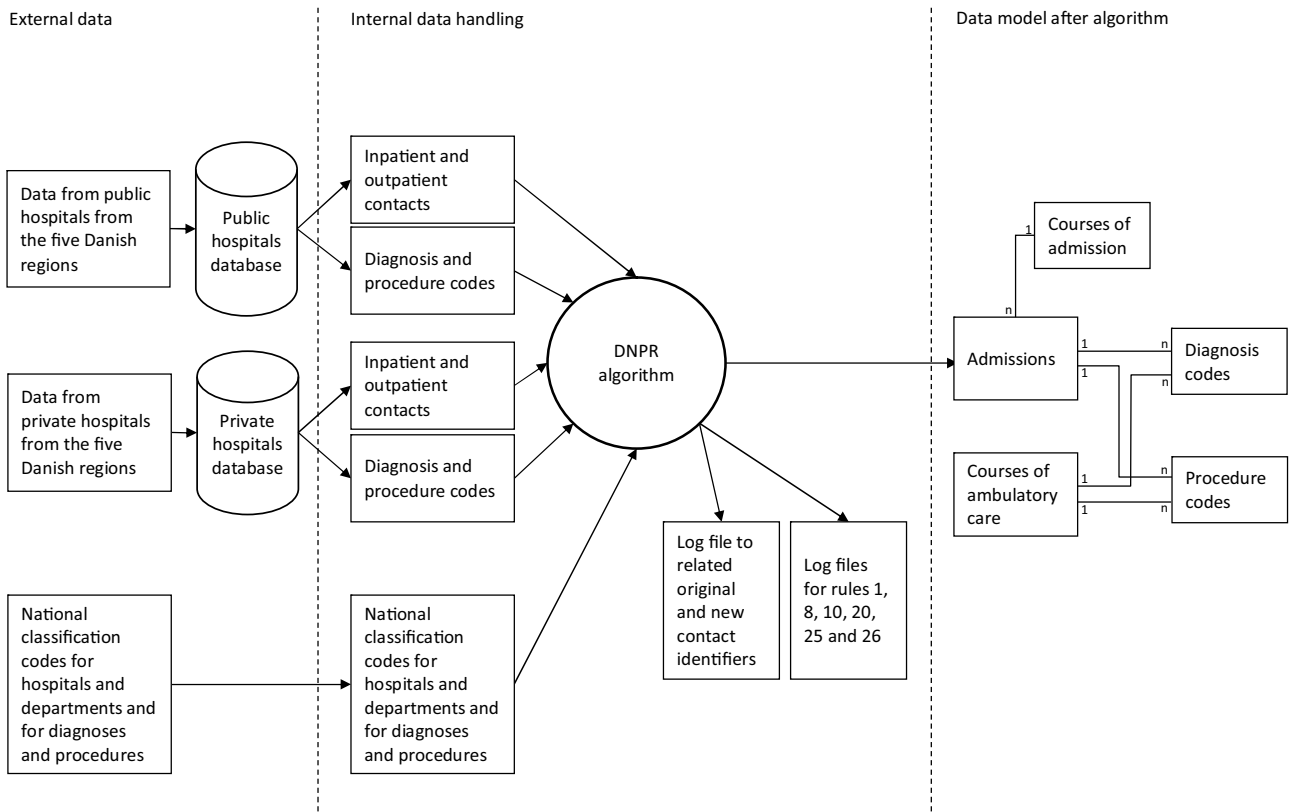 External data
Internal data handling
Data model after algorithm
Data from public
hospitals from
the five Danish
regions
Public
hospitals
database
Inpatient and
outpatient
contacts
Diagnosis and
procedure codes
Data from
private hospitals
from the five
Danish regions
Private
hospitals
database
Inpatient and
outpatient
contacts
Diagnosis and
procedure codes
National
classification
codes for
hospitals and
departments and
for diagnoses
and procedures
National
classification
codes for
hospitals and
departments and
for diagnoses
and procedures
DNPR
algorithm
Log file to
related
original
and new
contact
identifiers
Log files
for rules 1,
8, 10, 20,
25 and 26
1
Courses of
admission
n
Admissions
1
1
n
n
Diagnosis
codes
Courses of
ambulatory
care
1
1
n
n
Procedure
codes